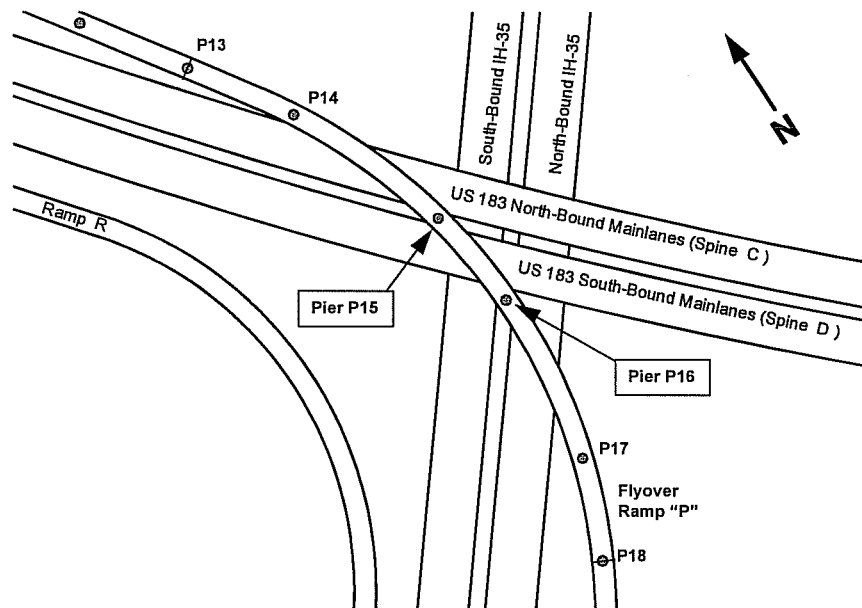 P13
P14
South-Bound IH-35
North-Bound IH-35
N
US 183 North-Bound Mainlanes (Spine C )
US 183 South-Bound Mainlanes (Spine D )
Ramp R
Pier P15
Pier P16
P17
Flyover
Ramp "P"
P18